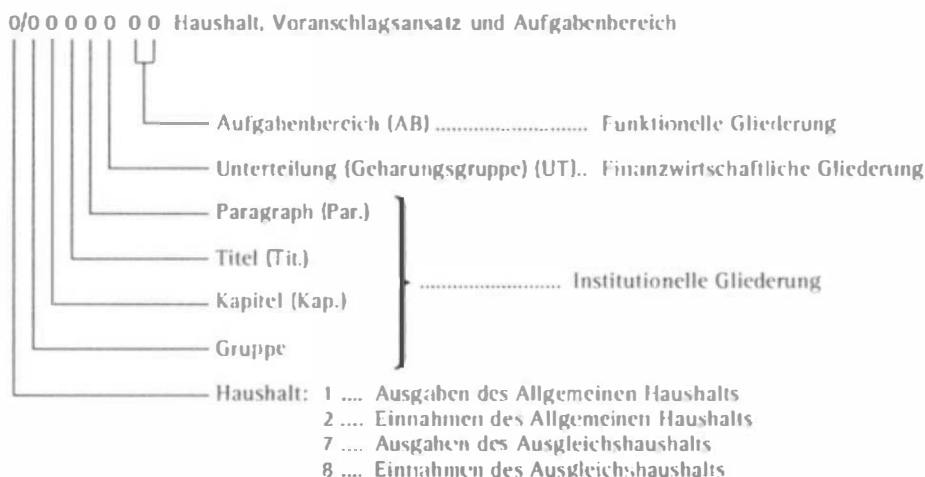 0/0 0 0 0 0 0 0 Haushalt, Voranschlagsansatz und Aufgabenbereich
Aufgabenbereich (AB) ........................ Funktionelle Gliederung
Unterteilung (Gebarungsgruppe) (UT).. Finanzwirtschaftliche Gliederung
Paragraph (Par.)
Titel (Tit.)
........................ Institutionelle Gliederung
Kapitel (Kap.)
Gruppe
Haushalt: 1 .... Ausgaben des Allgemeinen Haushalts
2 .... Einnahmen des Allgemeinen Haushalts
7 .... Ausgaben des Ausgleichshaushalts
8 .... Einnahmen des Ausgleichshaushalts